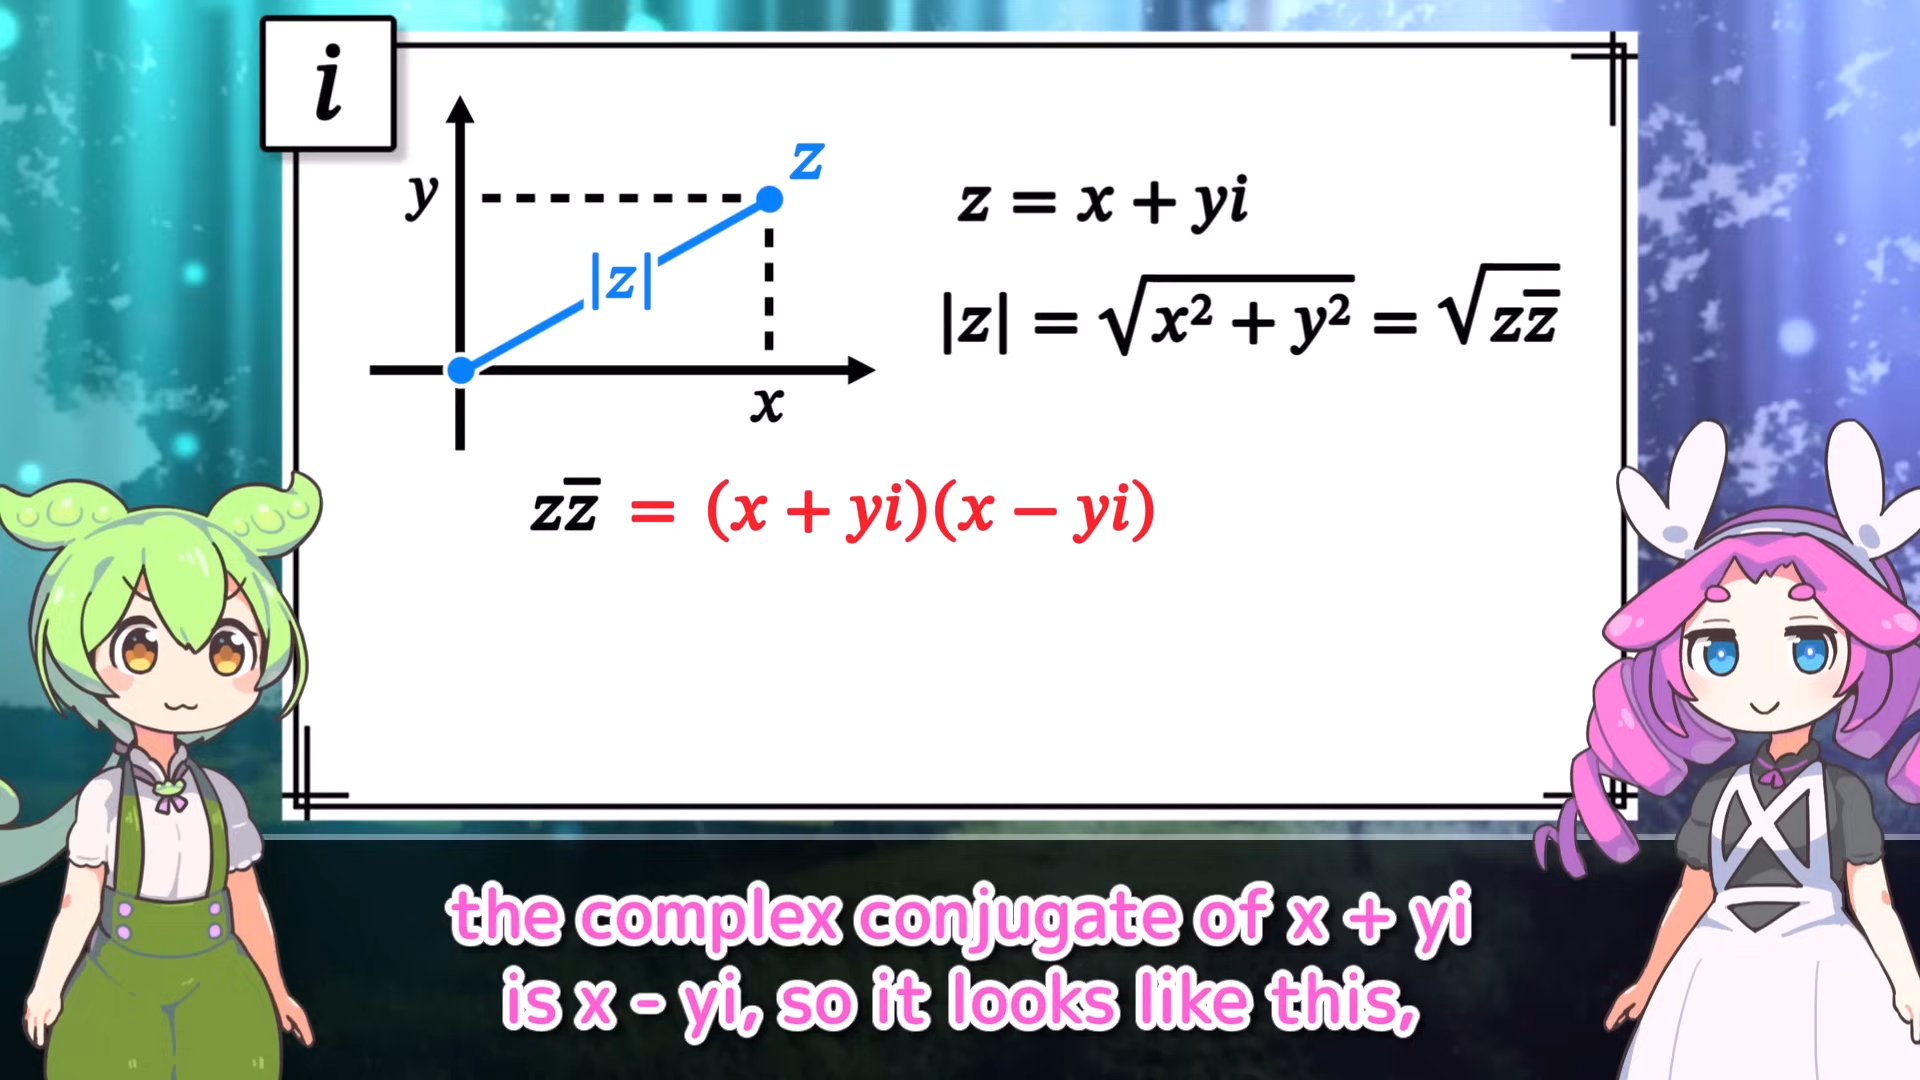 i
y
z
|z|
x
z = x + yi
|z| = √(x² + y²) = √(zz̅)
zz̅ = (x + yi)(x − yi)
the complex conjugate of x + yi
is x - yi, so it looks like this,